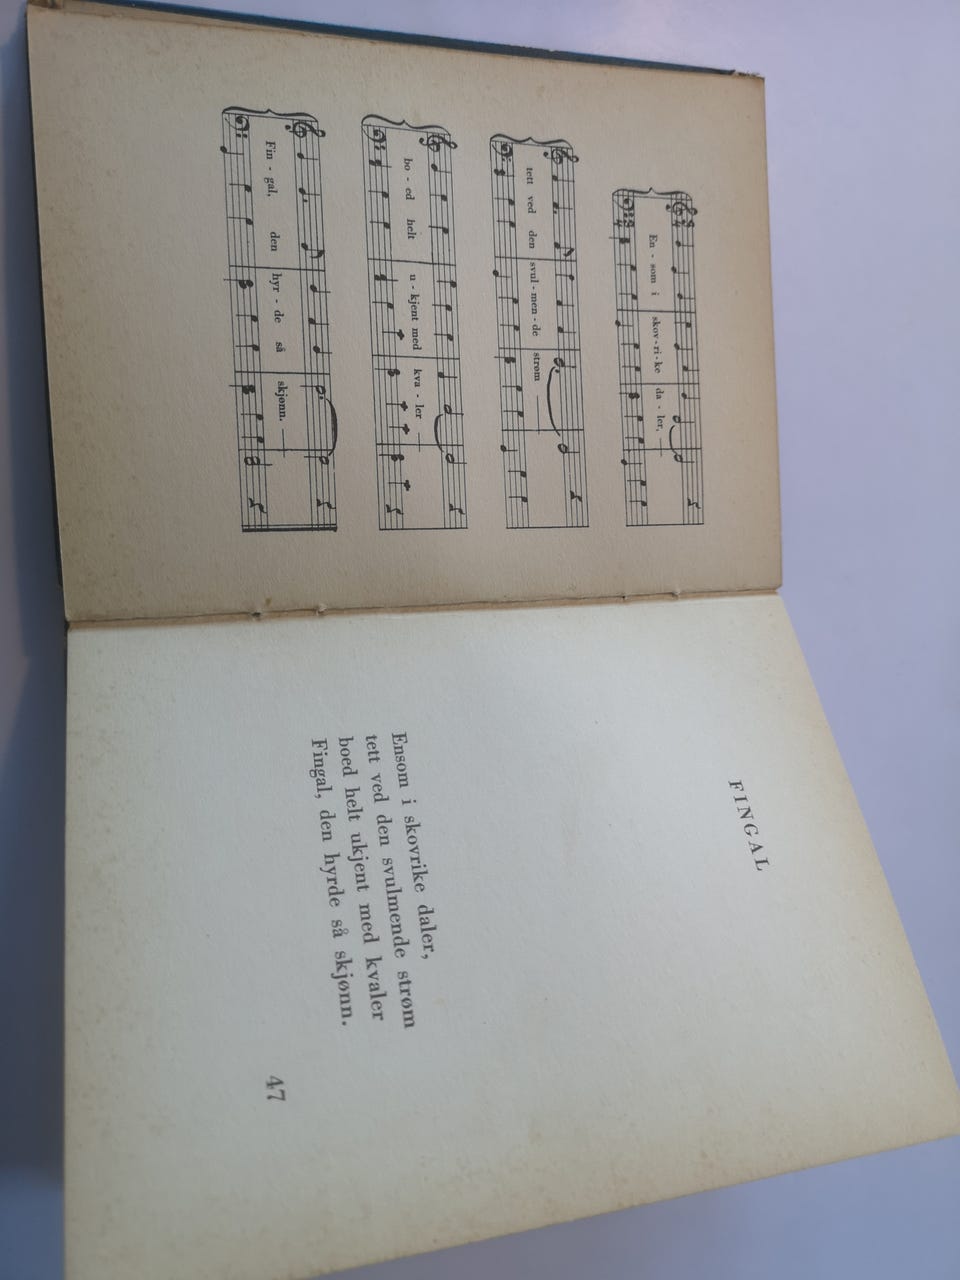 En - som i skov - ri - ke da - ler,
tett ved den svul - men - de strøm
bo - ed helt u - kjent med kva - ler
Fin - gal, den hyr - de så skjønn.
FINGAL
Ensom i skovrike daler,
tett ved den svulmende strøm
boed helt ukjent med kvaler
Fingal, den hyrde så skjønn.
47